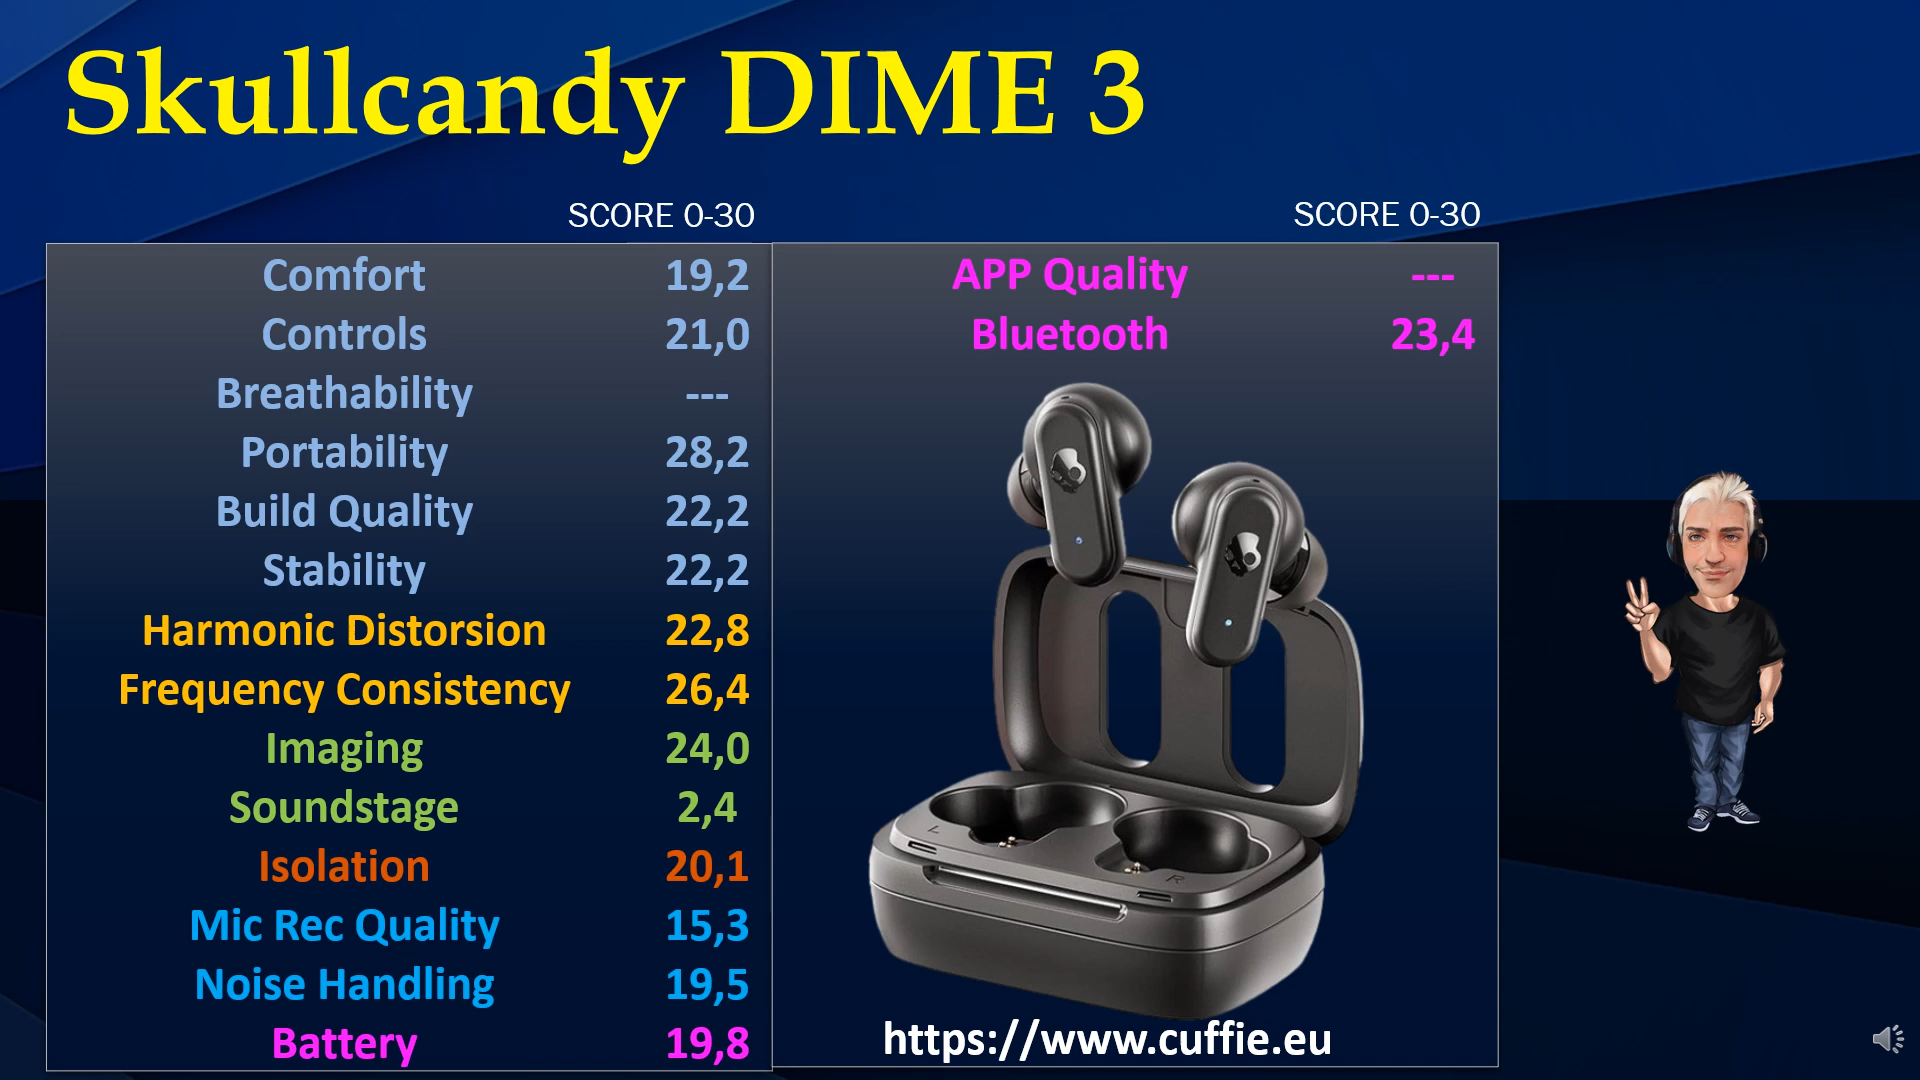 Skullcandy DIME 3
SCORE 0-30
Comfort 19,2
Controls 21,0
Breathability ---
Portability 28,2
Build Quality 22,2
Stability 22,2
Harmonic Distorsion 22,8
Frequency Consistency 26,4
Imaging 24,0
Soundstage 2,4
Isolation 20,1
Mic Rec Quality 15,3
Noise Handling 19,5
Battery 19,8
SCORE 0-30
APP Quality ---
Bluetooth 23,4
L
R
https://www.cuffie.eu